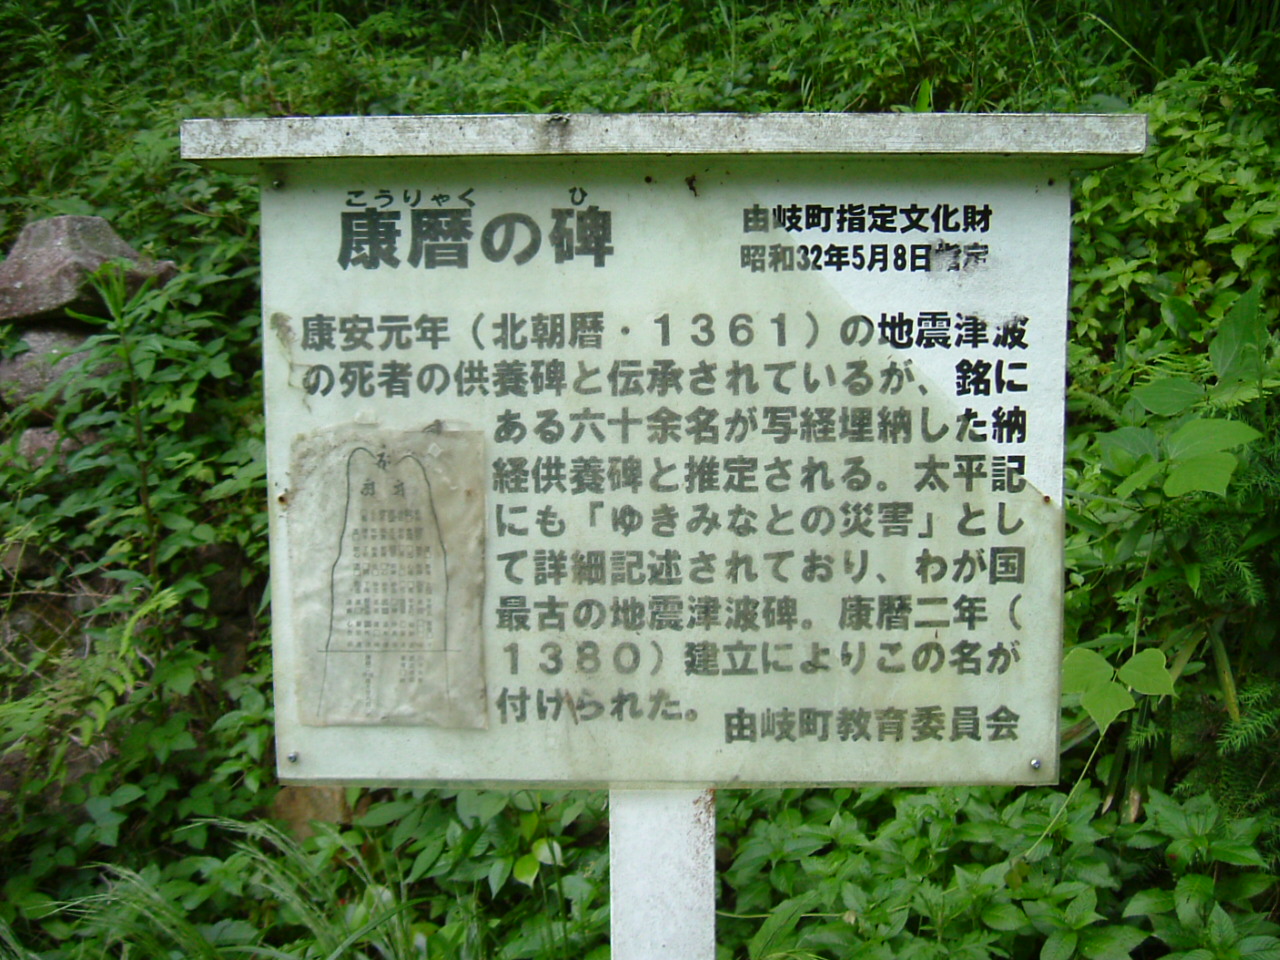 こうりゃく ひ
康暦の碑
由岐町指定文化財
昭和32年5月8日指定
康安元年（北朝暦・1361）の地震津波
の死者の供養碑と伝承されているが、銘に
ある六十余名が写経埋納した納
経供養碑と推定される。太平記
にも「ゆきみなとの災害」とし
て詳細記述されており、わが国
最古の地震津波碑。康暦二年（
1380）建立によりこの名が
付けられた。
由岐町教育委員会